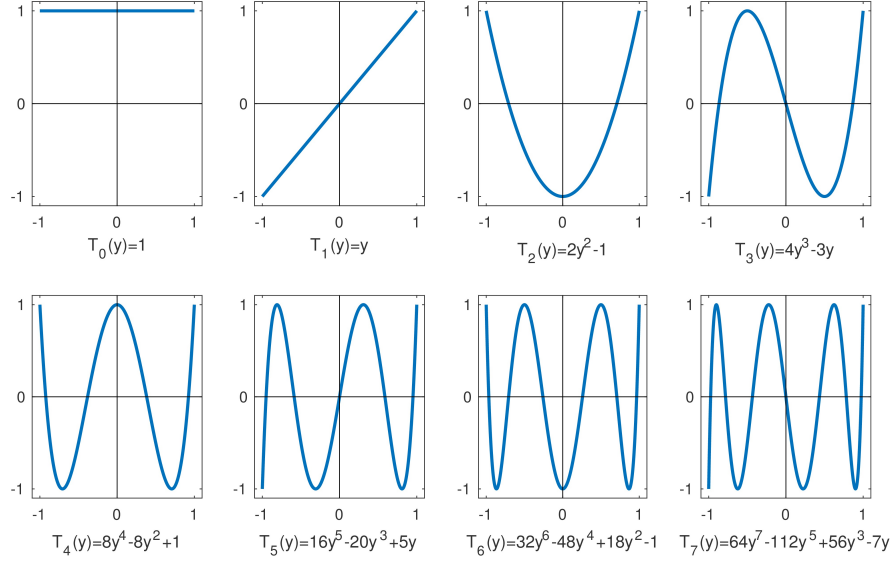 1 1 1 1
0 0 0 0
-1 -1 -1 -1
-1 0 1 -1 0 1 -1 0 1 -1 0 1
T₀(y)=1 T₁(y)=y T₂(y)=2y²-1 T₃(y)=4y³-3y
1 1 1 1
0 0 0 0
-1 -1 -1 -1
-1 0 1 -1 0 1 -1 0 1 -1 0 1
T₄(y)=8y⁴-8y²+1 T₅(y)=16y⁵-20y³+5y T₆(y)=32y⁶-48y⁴+18y²-1 T₇(y)=64y⁷-112y⁵+56y³-7y